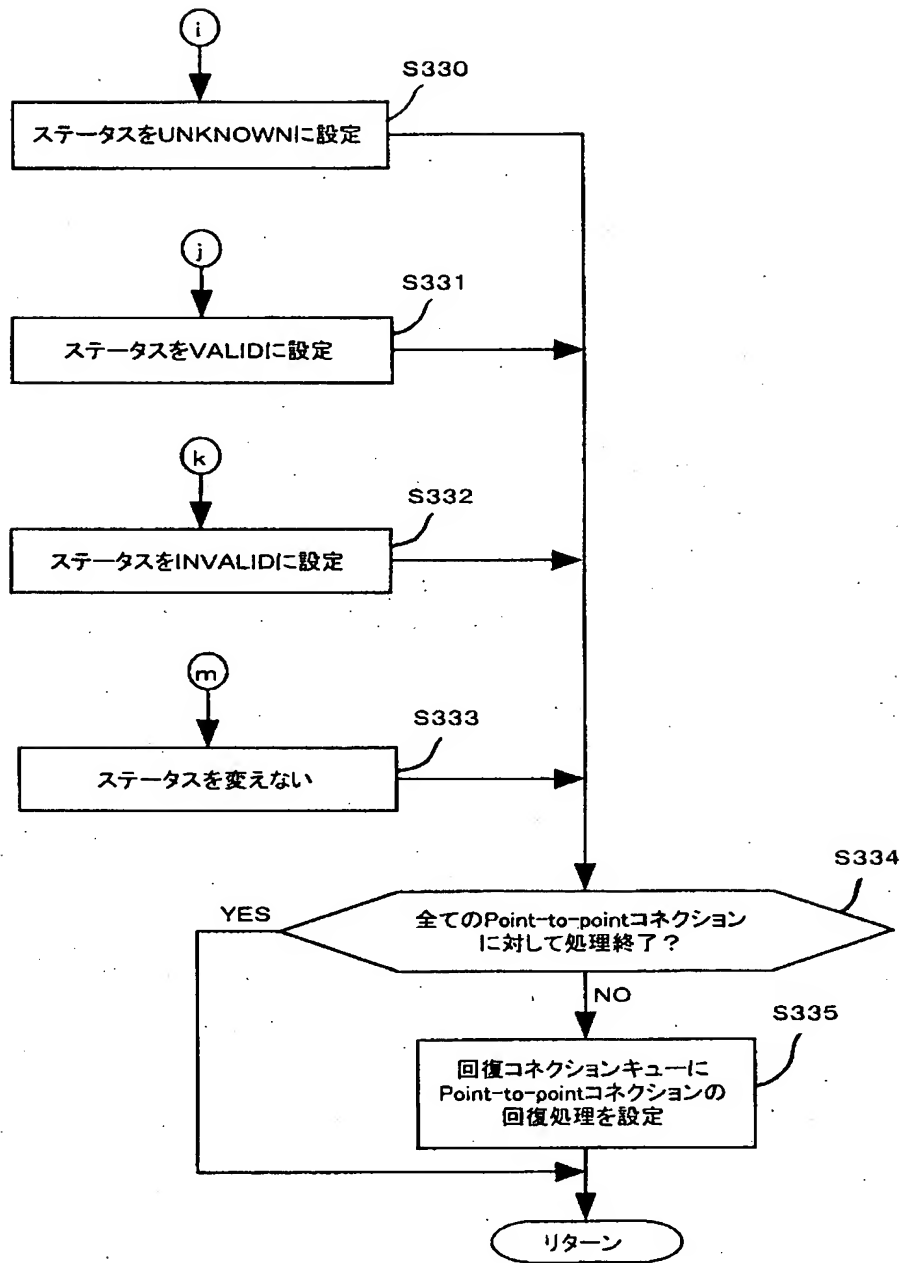 i
S330
ステータスをUNKNOWNに設定
j
S331
ステータスをVALIDに設定
k
S332
ステータスをINVALIDに設定
m
S333
ステータスを変えない
S334
YES
全てのPoint-to-pointコネクション
に対して処理終了？
NO
S335
回復コネクションキューに
Point-to-pointコネクションの
回復処理を設定
リターン